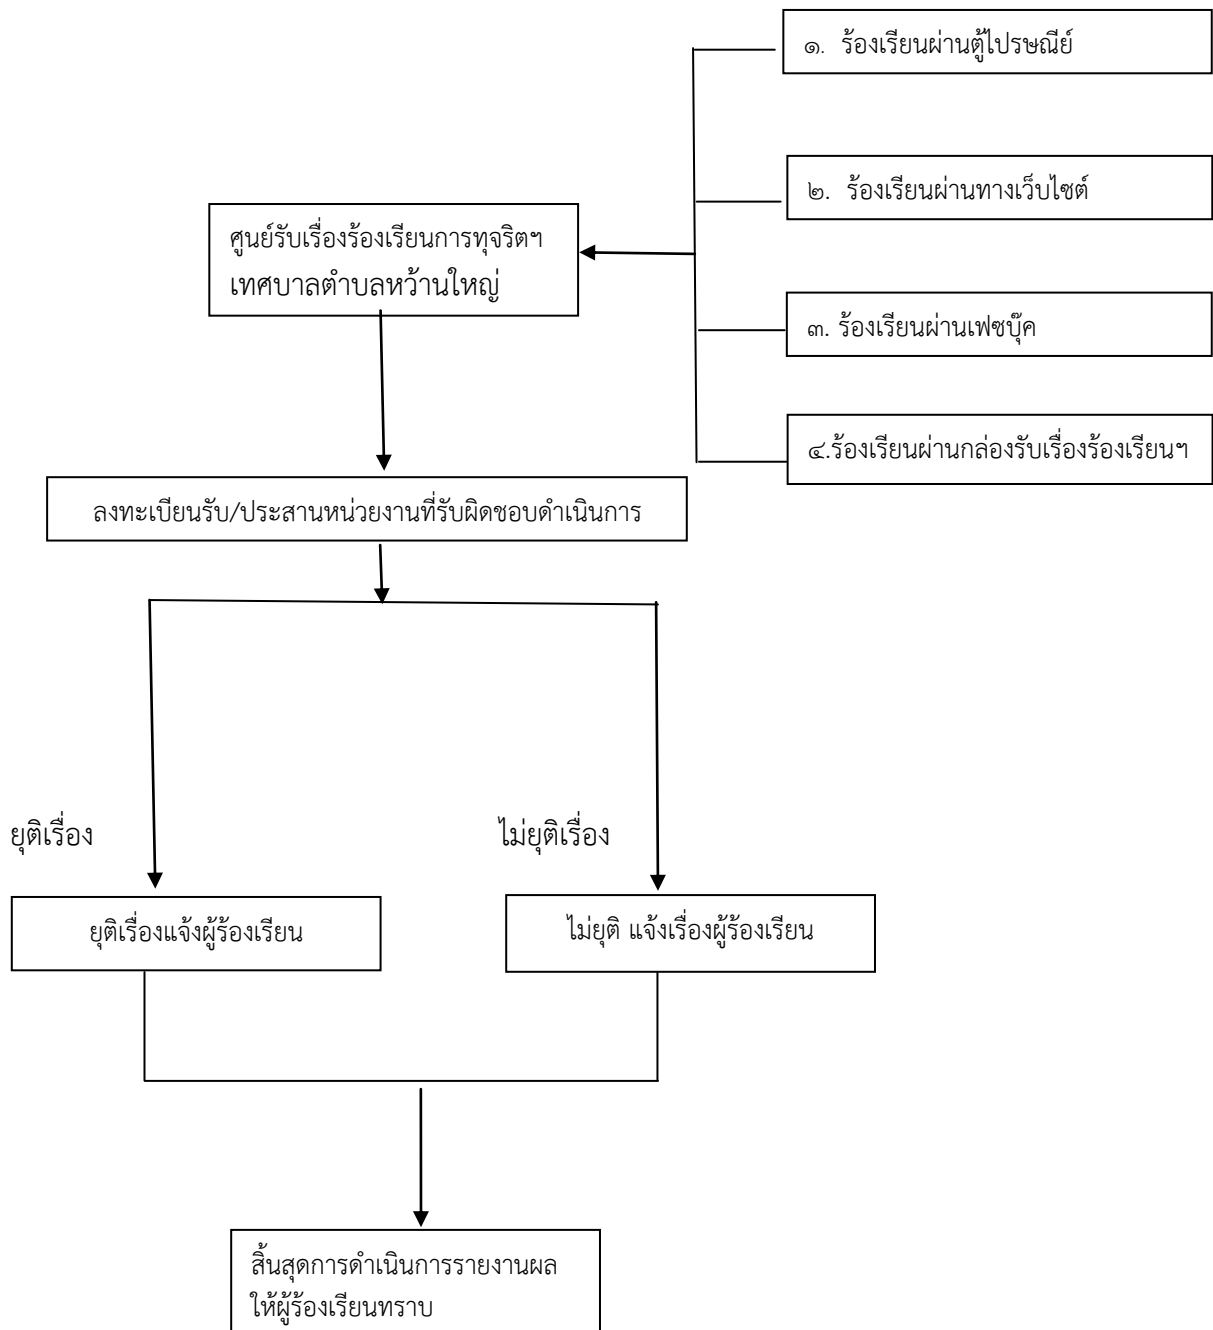 ๑. ร้องเรียนผ่านตู้ไปรษณีย์
๒. ร้องเรียนผ่านทางเว็บไซต์
ศูนย์รับเรื่องร้องเรียนการทุจริตฯ
เทศบาลตำบลหว้านใหญ่
๓. ร้องเรียนผ่านเฟซบุ๊ค
๔.ร้องเรียนผ่านกล่องรับเรื่องร้องเรียนฯ
ลงทะเบียนรับ/ประสานหน่วยงานที่รับผิดชอบดำเนินการ
ยุติเรื่อง
ไม่ยุติเรื่อง
ยุติเรื่องแจ้งผู้ร้องเรียน
ไม่ยุติ แจ้งเรื่องผู้ร้องเรียน
สิ้นสุดการดำเนินการรายงานผล
ให้ผู้ร้องเรียนทราบ